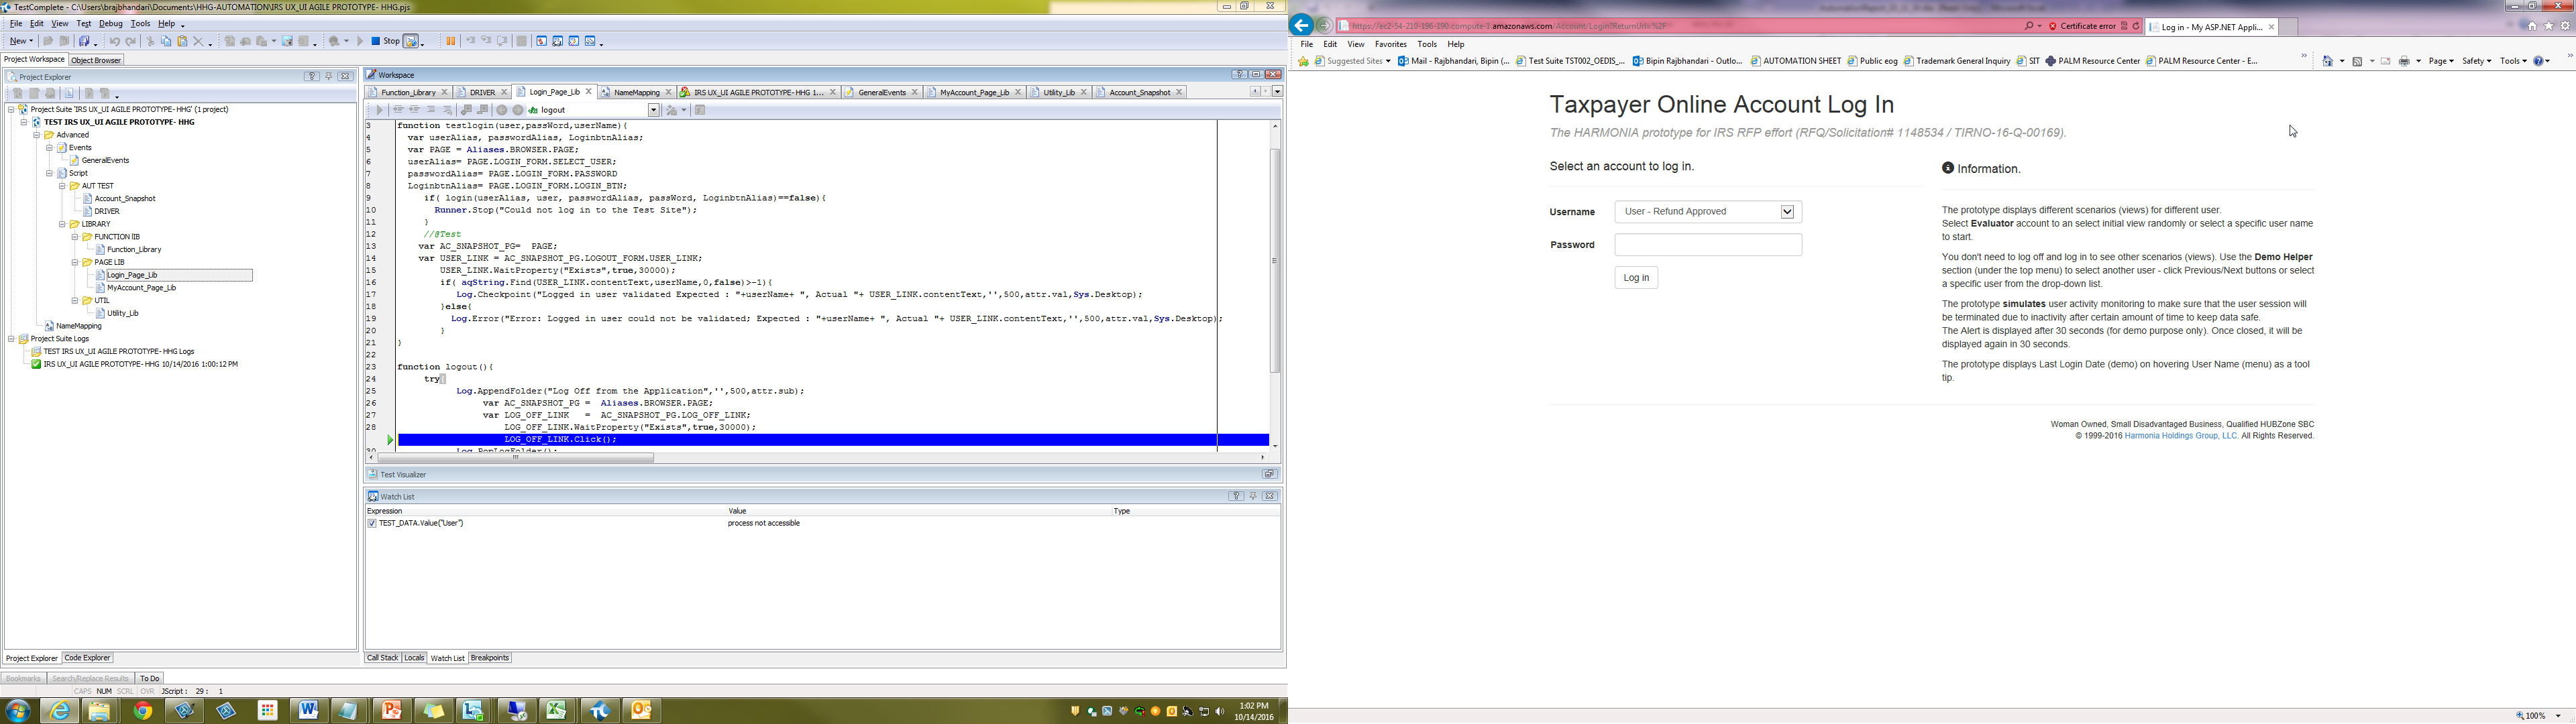 TestComplete - C:\Users\brajbhandari\Documents\HHG-AUTOMATION\IRS UX_UI AGILE PROTOTYPE- HHG.pjs
File Edit View Test Debug Tools Help
New Stop
Project Workspace Object Browser
Project Explorer
Project Suite 'IRS UX_UI AGILE PROTOTYPE- HHG' (1 project)
TEST IRS UX_UI AGILE PROTOTYPE- HHG
Advanced
Events
GeneralEvents
Script
AUT TEST
Account_Snapshot
DRIVER
LIBRARY
FUNCTION lIB
Function_Library
PAGE LIB
Login_Page_Lib
MyAccount_Page_Lib
UTIL
Utility_Lib
NameMapping
Project Suite Logs
TEST IRS UX_UI AGILE PROTOTYPE- HHG Logs
IRS UX_UI AGILE PROTOTYPE- HHG 10/14/2016 1:00:12 PM
Project Explorer Code Explorer
Workspace
Function_Library DRIVER Login_Page_Lib NameMapping IRS UX_UI AGILE PROTOTYPE- HHG 1... GeneralEvents MyAccount_Page_Lib Utility_Lib Account_Snapshot
logout
3 function testlogin(user,passWord,userName){
4 var userAlias, passwordAlias, LoginbtnAlias;
5 var PAGE = Aliases.BROWSER.PAGE;
6 userAlias= PAGE.LOGIN_FORM.SELECT_USER;
7 passwordAlias= PAGE.LOGIN_FORM.PASSWORD
8 LoginbtnAlias= PAGE.LOGIN_FORM.LOGIN_BTN;
9 if( login(userAlias, user, passwordAlias, passWord, LoginbtnAlias)==false){
10 Runner.Stop("Could not log in to the Test Site");
11 }
12 //@Test
13 var AC_SNAPSHOT_PG= PAGE;
14 var USER_LINK = AC_SNAPSHOT_PG.LOGOUT_FORM.USER_LINK;
15 USER_LINK.WaitProperty("Exists",true,30000);
16 if( aqString.Find(USER_LINK.contentText,userName,0,false)>-1){
17 Log.Checkpoint("Logged in user validated Expected : "+userName+ ", Actual "+ USER_LINK.contentText,'',500,attr.val,Sys.Desktop);
18 }else{
19 Log.Error("Error: Logged in user could not be validated; Expected : "+userName+ ", Actual "+ USER_LINK.contentText,'',500,attr.val,Sys.Desktop);
20 }
21 }
22
23 function logout(){
24 try{
25 Log.AppendFolder("Log Off from the Application",'',500,attr.sub);
26 var AC_SNAPSHOT_PG = Aliases.BROWSER.PAGE;
27 var LOG_OFF_LINK = AC_SNAPSHOT_PG.LOG_OFF_LINK;
28 LOG_OFF_LINK.WaitProperty("Exists",true,30000);
LOG_OFF_LINK.Click();
30 Log.PopLogFolder();
Test Visualizer
Watch List
Expression Value Type
TEST_DATA.Value("User") process not accessible
Call Stack Locals Watch List Breakpoints
Bookmarks Search/Replace Results To Do
CAPS NUM SCRL OVR JScript : 29 : 1
1:02 PM
10/14/2016
https://ec2-54-210-196-190.compute-1.amazonaws.com/Account/Login?ReturnUrl=%2F
Certificate error
Log in - My ASP.NET Appli...
File Edit View Favorites Tools Help
Suggested Sites Mail - Rajbhandari, Bipin (... Test Suite TST002_OEDIS_... Bipin Rajbhandari - Outlo... AUTOMATION SHEET Public eog Trademark General Inquiry SIT PALM Resource Center PALM Resource Center - E... Page Safety Tools
Taxpayer Online Account Log In
The HARMONIA prototype for IRS RFP effort (RFQ/Solicitation# 1148534 / TIRNO-16-Q-00169).
Select an account to log in.
Username User - Refund Approved
Password
Log in
Information.
The prototype displays different scenarios (views) for different user.
Select Evaluator account to an select initial view randomly or select a specific user name
to start.
You don't need to log off and log in to see other scenarios (views). Use the Demo Helper
section (under the top menu) to select another user - click Previous/Next buttons or select
a specific user from the drop-down list.
The prototype simulates user activity monitoring to make sure that the user session will
be terminated due to inactivity after certain amount of time to keep data safe.
The Alert is displayed after 30 seconds (for demo purpose only). Once closed, it will be
displayed again in 30 seconds.
The prototype displays Last Login Date (demo) on hovering User Name (menu) as a tool
tip.
Woman Owned, Small Disadvantaged Business, Qualified HUBZone SBC
© 1999-2016 Harmonia Holdings Group, LLC. All Rights Reserved.
100%